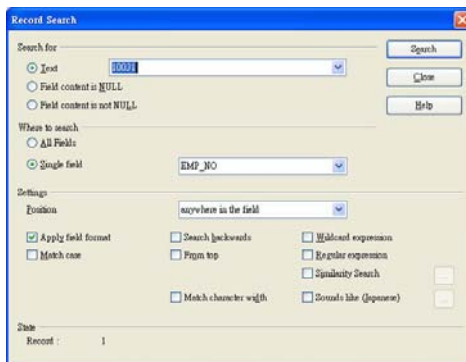 Record Search
Search for
Text
Search
Field content is NULL
Close
Field content is not NULL
Help
Where to search
All Fields
Single field EMP_NO
Settings
Position anywhere in the field
Apply field format Search backwards Wildcard expression
Match case From top Regular expression
Similarity Search ...
Match character width Sounds like (Japanese) ...
State
Record : 1